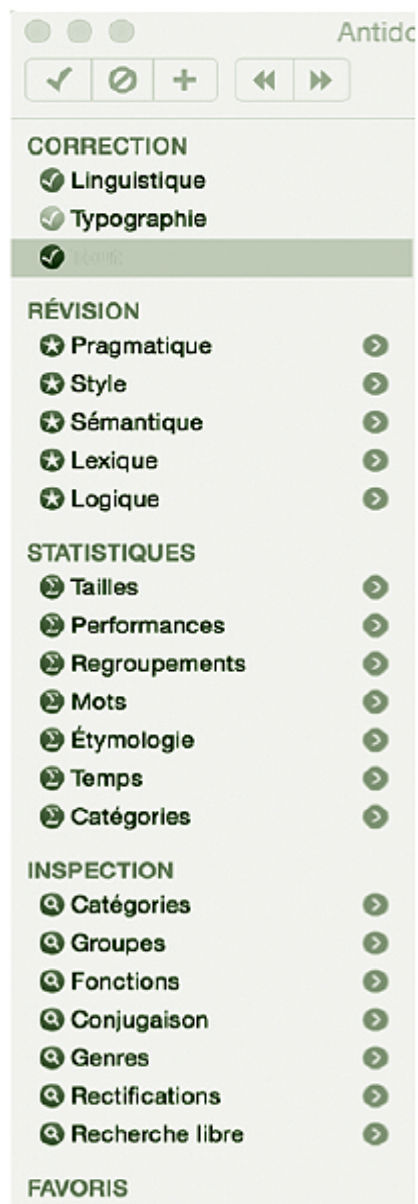 Antido
CORRECTION
Linguistique
Typographie
RÉVISION
Pragmatique
Style
Sémantique
Lexique
Logique
STATISTIQUES
Tailles
Performances
Regroupements
Mots
Étymologie
Temps
Catégories
INSPECTION
Catégories
Groupes
Fonctions
Conjugaison
Genres
Rectifications
Recherche libre
FAVORIS